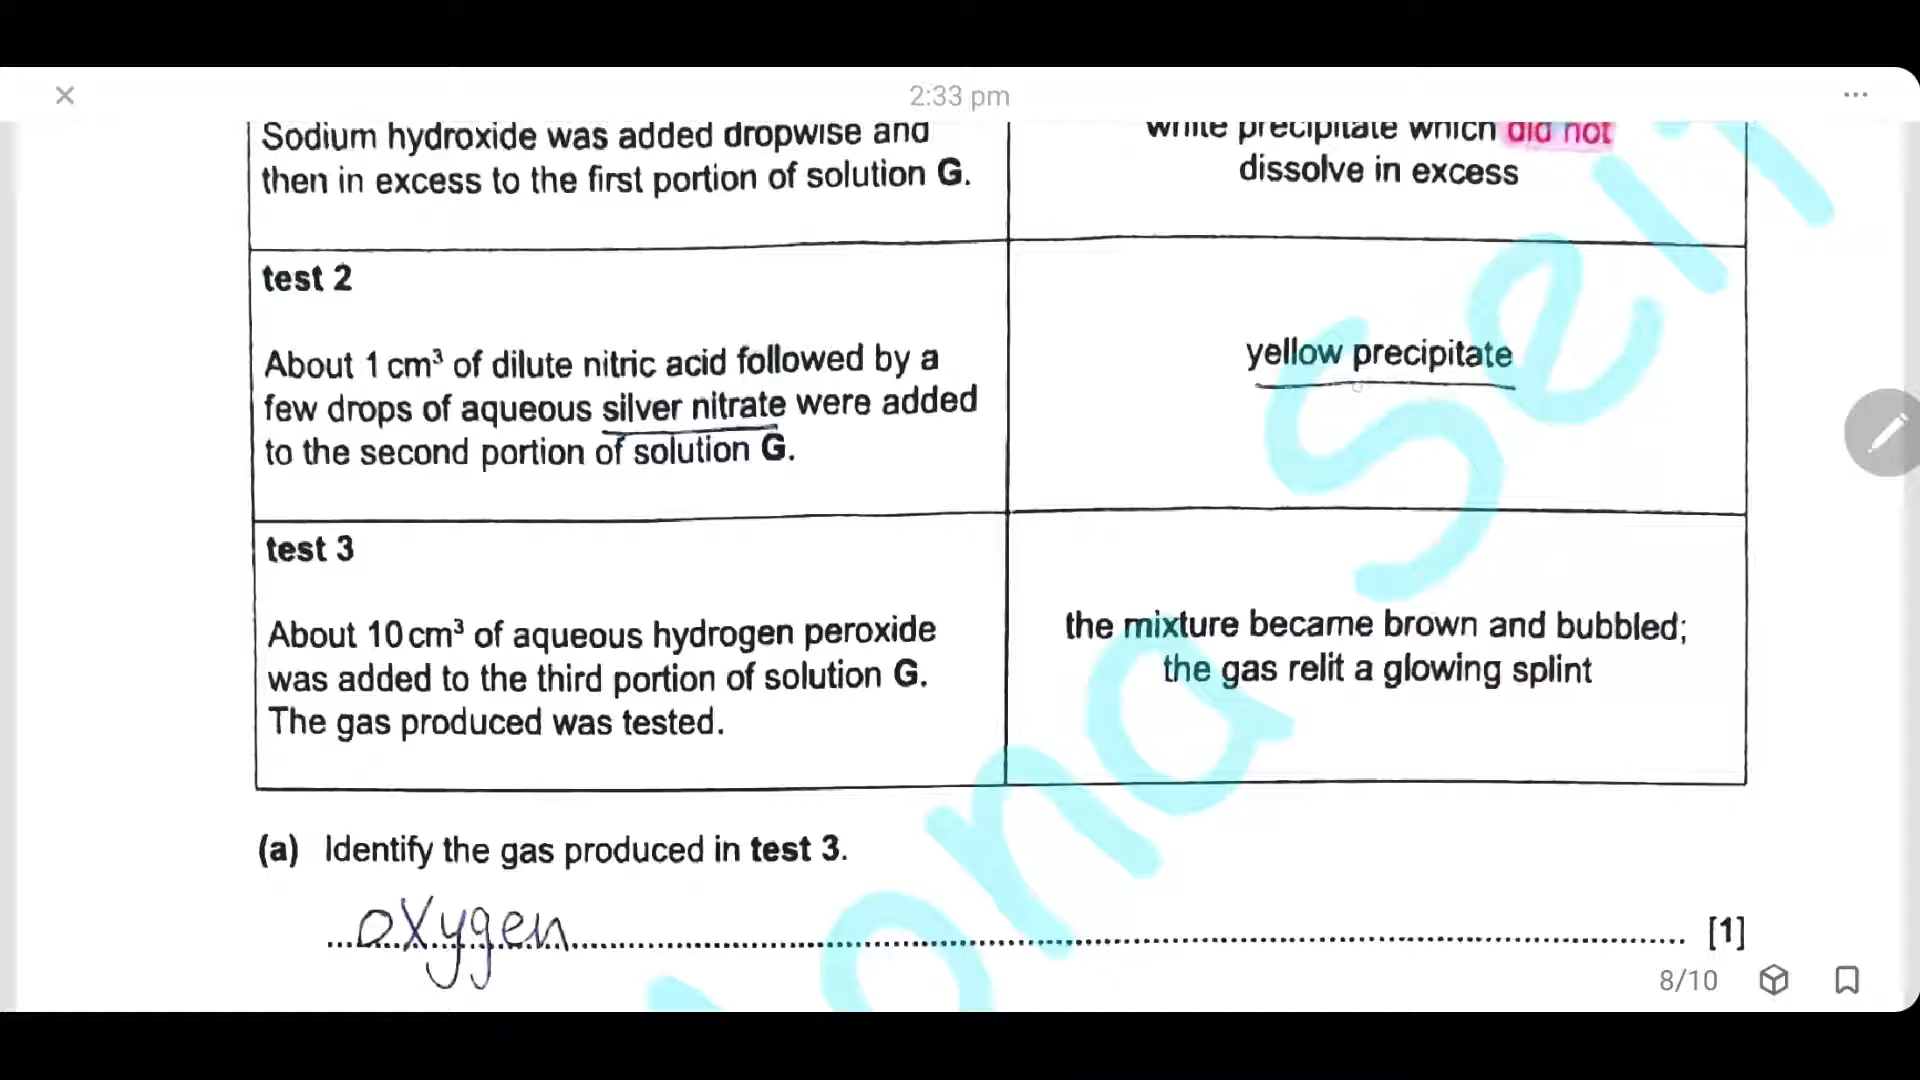 2:33 pm
Sodium hydroxide was added dropwise and
then in excess to the first portion of solution G.
white precipitate which did not
dissolve in excess
test 2
About 1 cm³ of dilute nitric acid followed by a
few drops of aqueous silver nitrate were added
to the second portion of solution G.
yellow precipitate
test 3
About 10 cm³ of aqueous hydrogen peroxide
was added to the third portion of solution G.
The gas produced was tested.
the mixture became brown and bubbled;
the gas relit a glowing splint
(a) Identify the gas produced in test 3.
oxygen
[1]
8/10